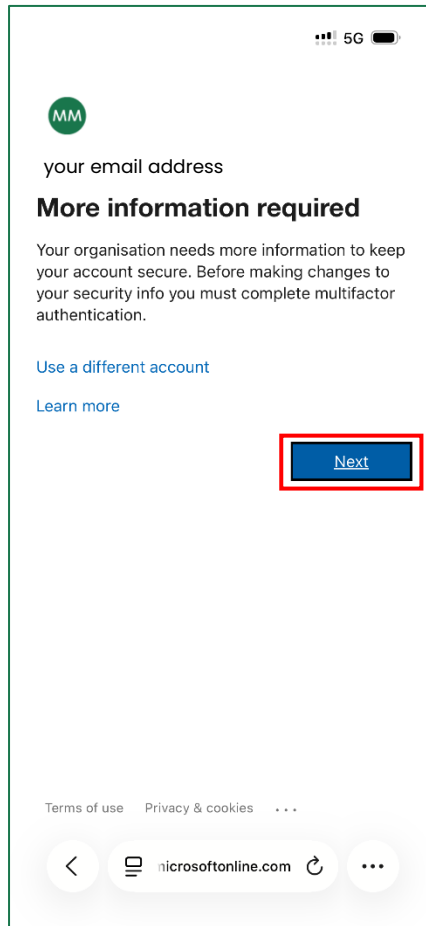 5G
MM
your email address
More information required
Your organisation needs more information to keep
your account secure. Before making changes to
your security info you must complete multifactor
authentication.
Use a different account
Learn more
Next
Terms of use Privacy & cookies ...
nicrosoftonline.com